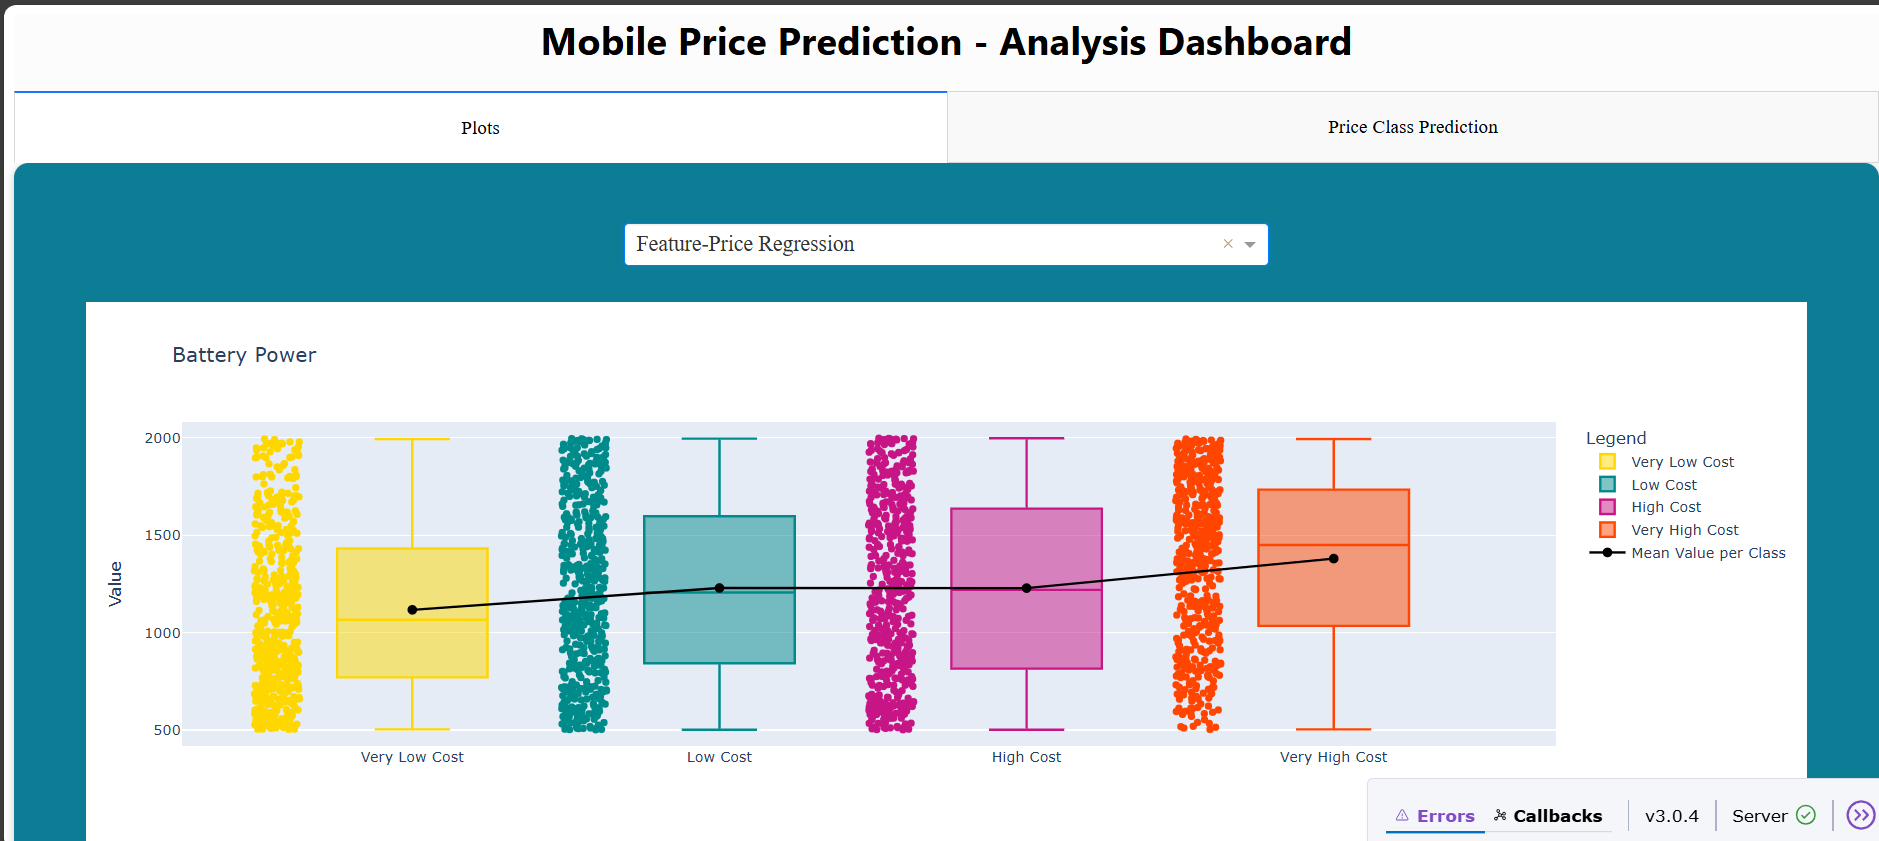 Mobile Price Prediction - Analysis Dashboard
Plots
Price Class Prediction
Feature-Price Regression
Battery Power
2000
1500
1000
500
Value
Very Low Cost
Low Cost
High Cost
Very High Cost
Legend
Very Low Cost
Low Cost
High Cost
Very High Cost
Mean Value per Class
Errors Callbacks v3.0.4 Server